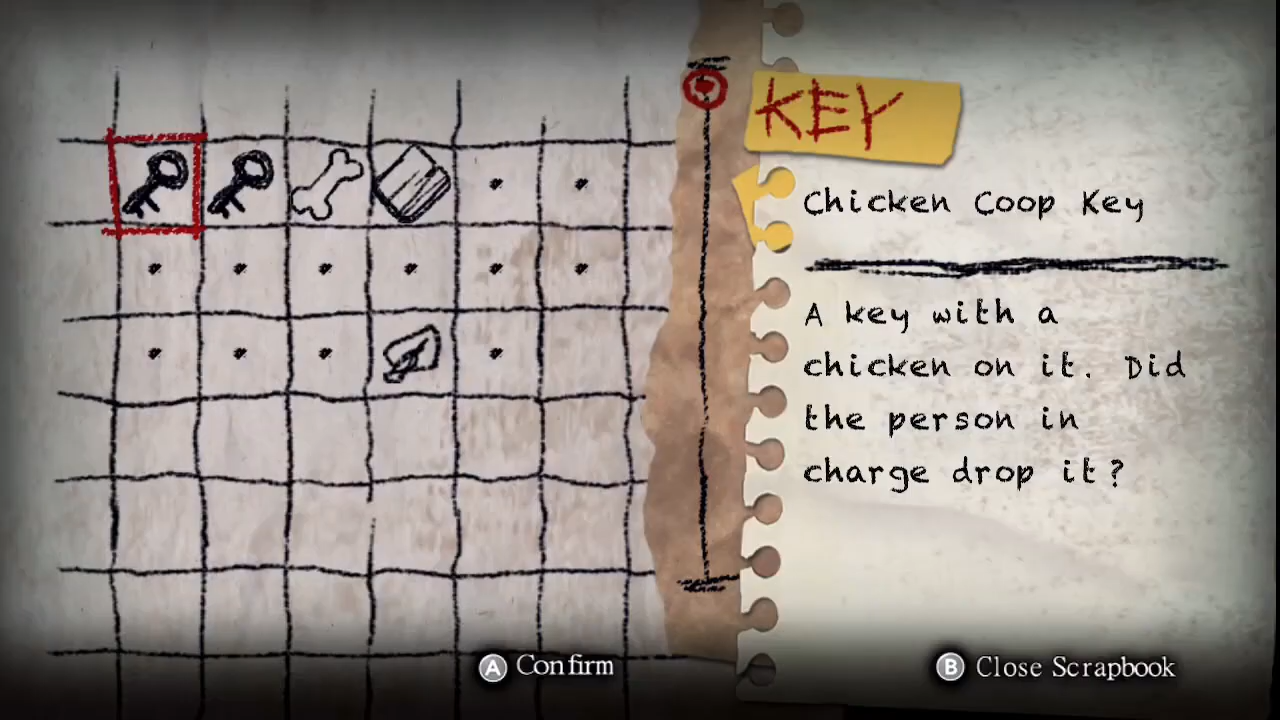 KEY
Chicken Coop Key
A key with a
chicken on it. Did
the person in
charge drop it?
A Confirm
B Close Scrapbook